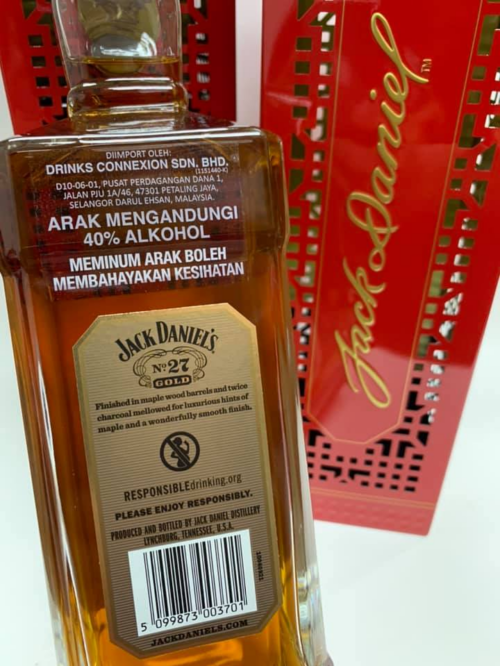 DIIMPORT OLEH:
DRINKS CONNEXION SDN. BHD.
(1151440-K)
D10-06-01, PUSAT PERDAGANGAN DANA 1,
JALAN PJU 1A/46, 47301 PETALING JAYA,
SELANGOR DARUL EHSAN, MALAYSIA.
ARAK MENGANDUNGI
40% ALKOHOL
MEMINUM ARAK BOLEH
MEMBAHAYAKAN KESIHATAN
JACK DANIEL'S
No. 27
GOLD
Finished in maple wood barrels and twice
charcoal mellowed for luxurious hints of
maple and a wonderfully smooth finish.
RESPONSIBLEdrinking.org
PLEASE ENJOY RESPONSIBLY.
PRODUCED AND BOTTLED BY JACK DANIEL DISTILLERY
LYNCHBURG, TENNESSEE, U.S.A.
5 099873 003701
JACKDANIELS.COM
Jack Daniel TM